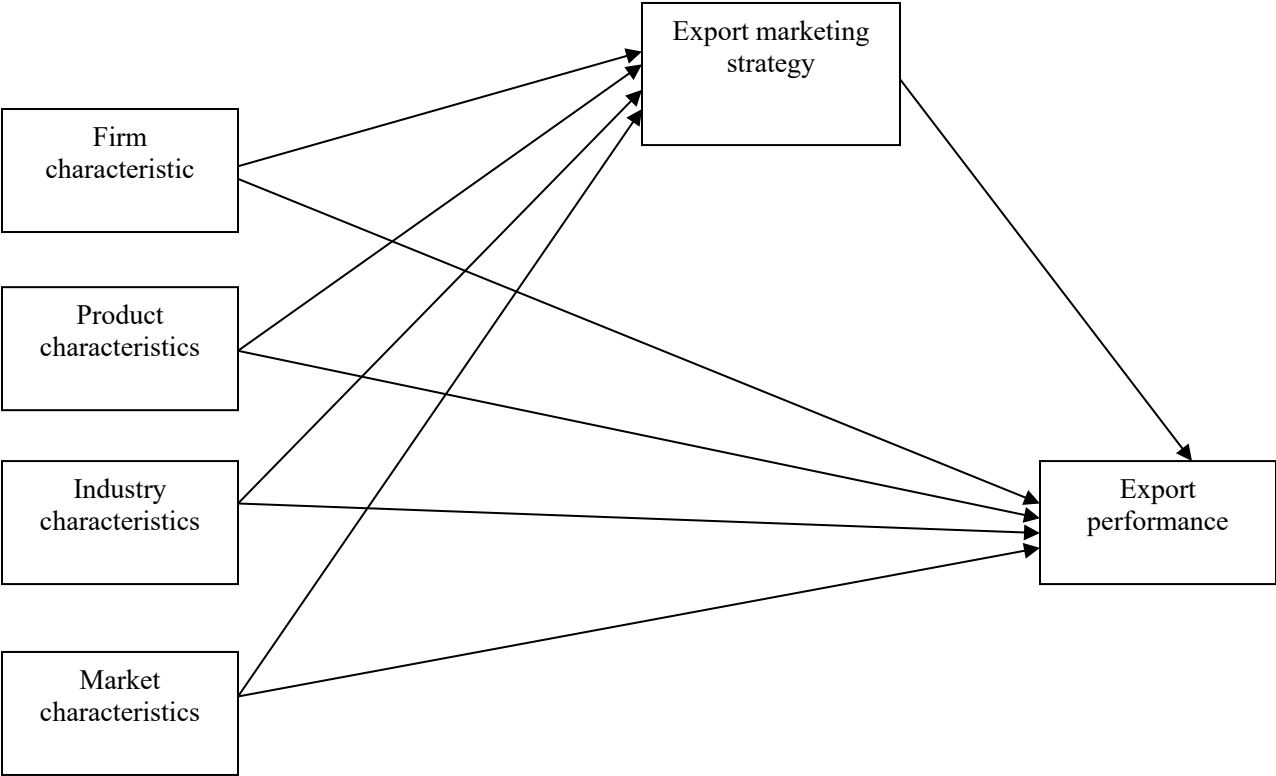 Export marketing
strategy
Firm
characteristic
Product
characteristics
Industry
characteristics
Export
performance
Market
characteristics